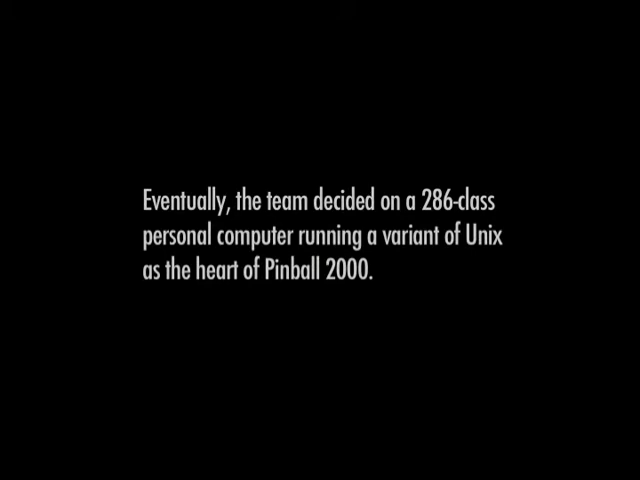 Eventually, the team decided on a 286-class
personal computer running a variant of Unix
as the heart of Pinball 2000.